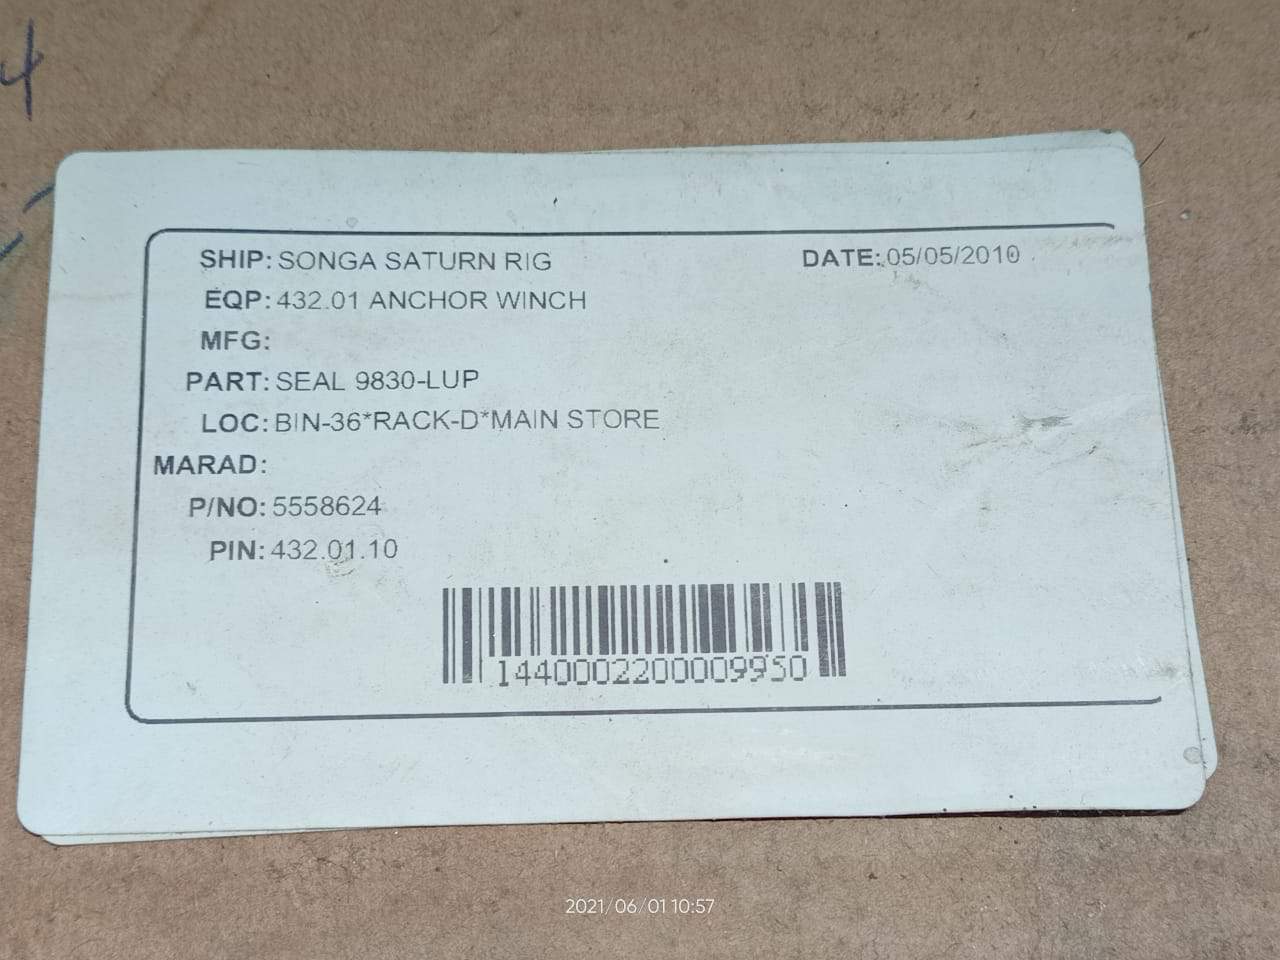 4
SHIP: SONGA SATURN RIG DATE: 05/05/2010
EQP: 432.01 ANCHOR WINCH
MFG:
PART: SEAL 9830-LUP
LOC: BIN-36*RACK-D*MAIN STORE
MARAD:
P/NO: 5558624
PIN: 432.01.10
1440002200009950
2021/06/01 10:57